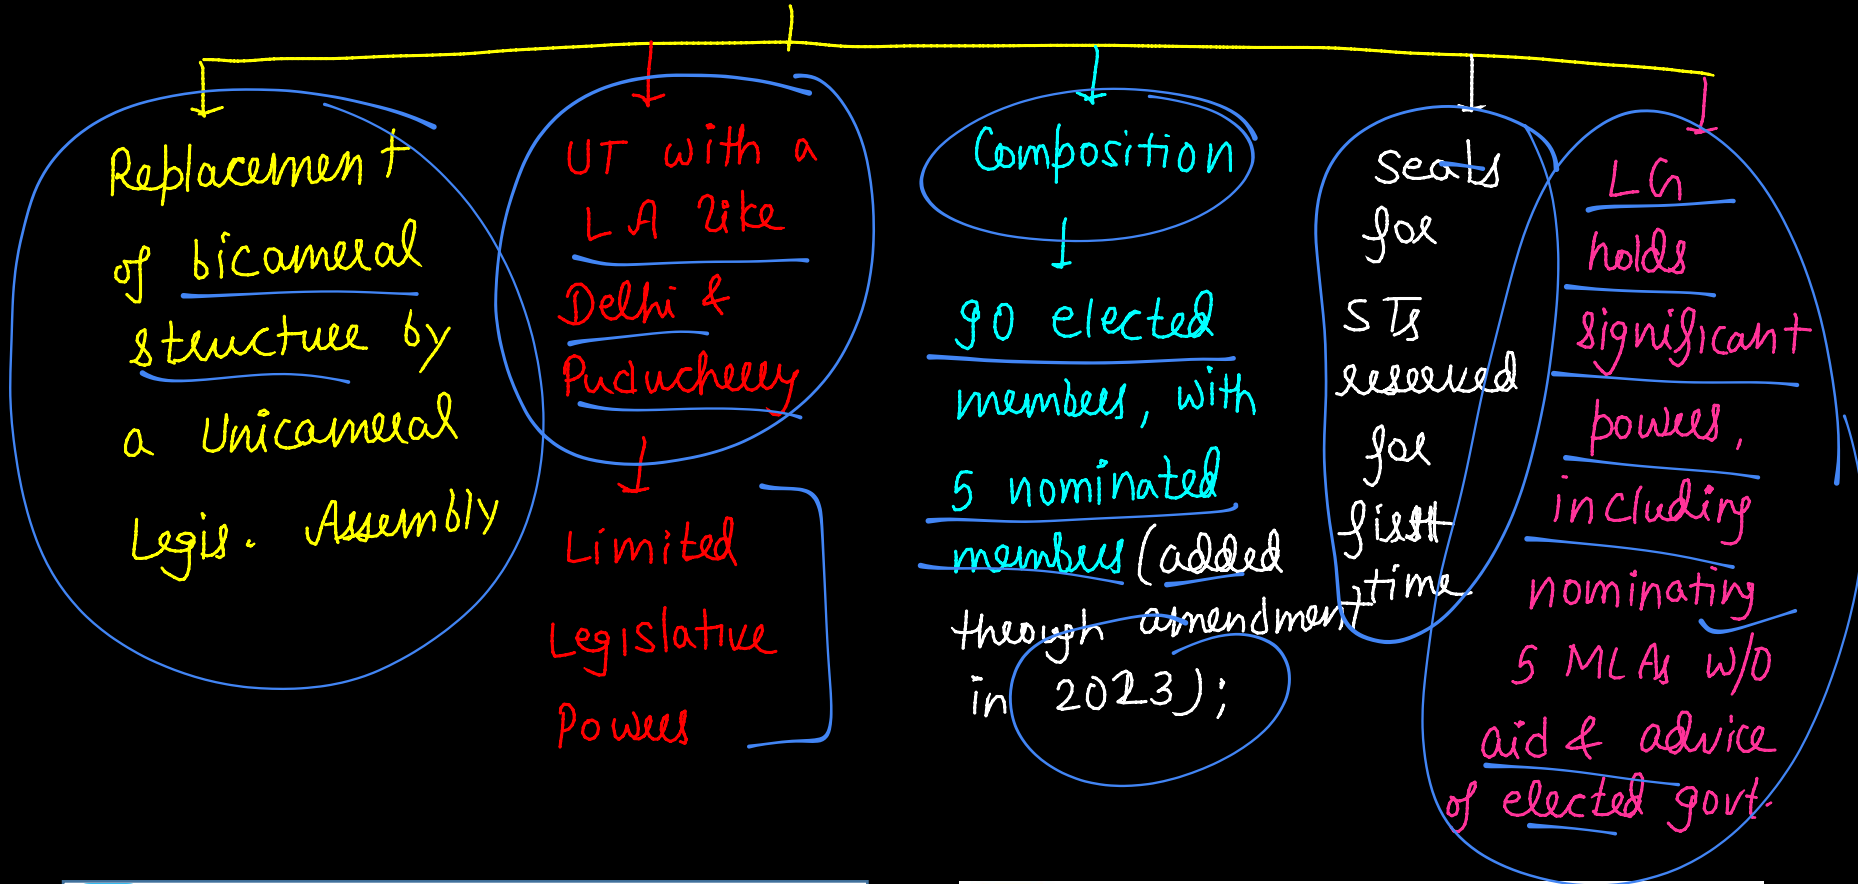 Replacement
of bicameral
structure by
a Unicameral
Legis. Assembly
UT with a
LA like
Delhi &
Puducherry
Limited
Legislative
Powers
Composition
90 elected
members, with
5 nominated
members (added
through amendment
in 2023);
seats
for
STs
reserved
for
first
time
LG
holds
significant
powers,
including
nominating
5 MLAs w/o
aid & advice
of elected govt.